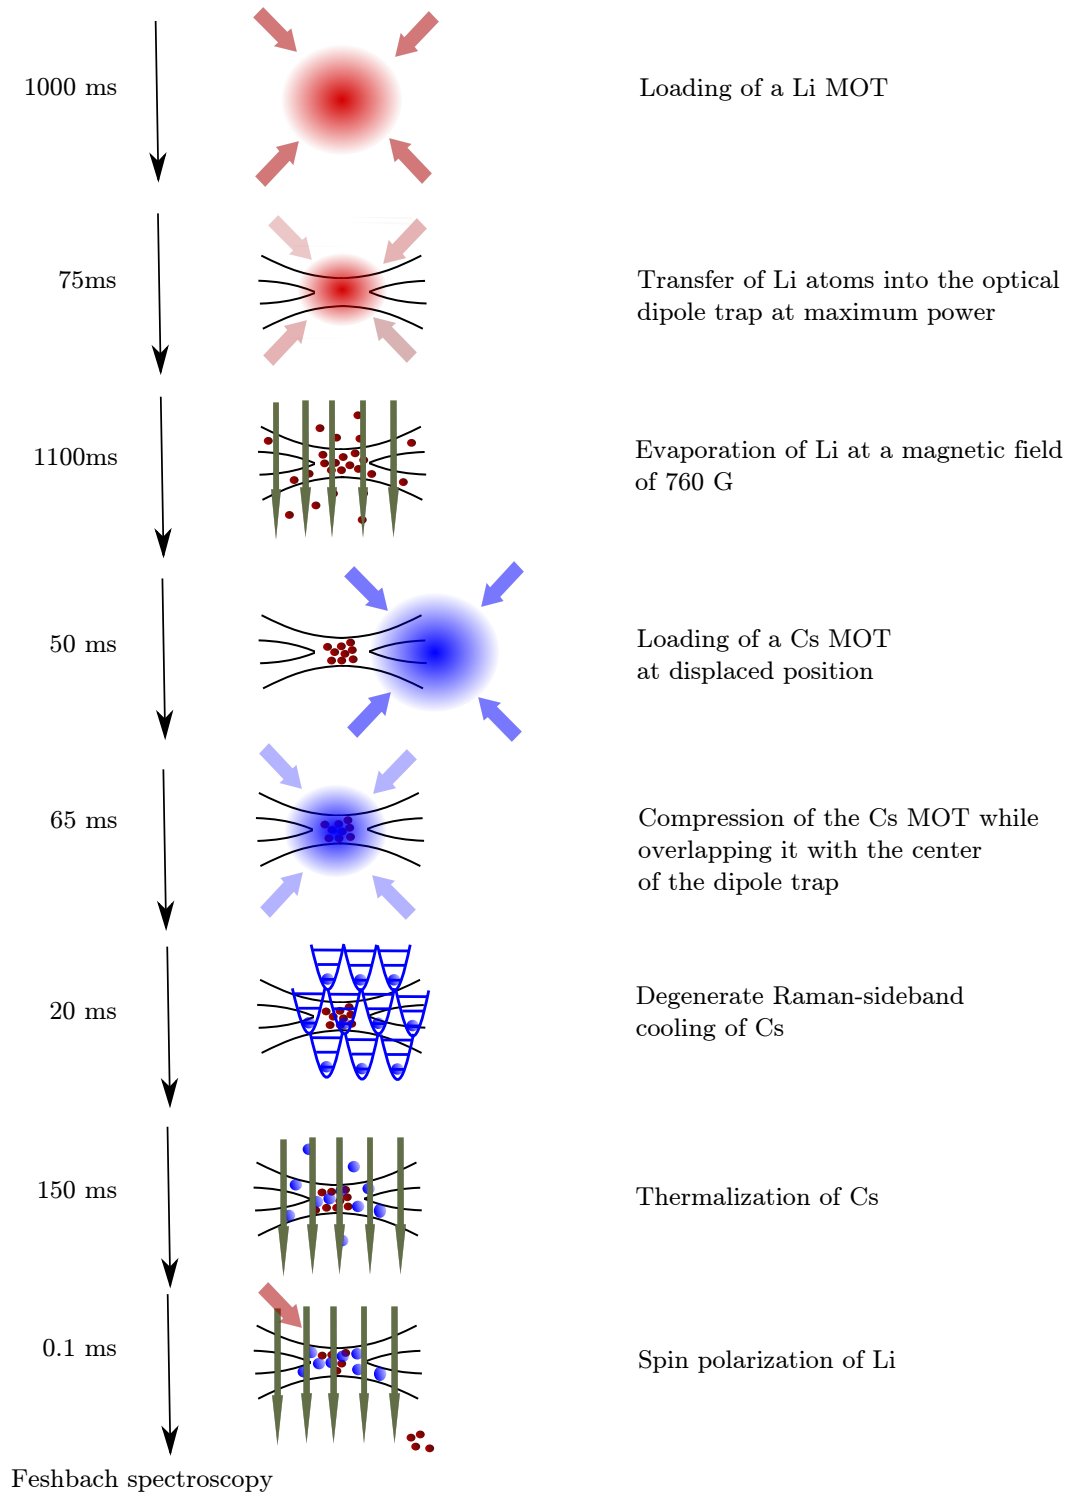 1000 ms
Loading of a Li MOT
75ms
Transfer of Li atoms into the optical
dipole trap at maximum power
1100ms
Evaporation of Li at a magnetic field
of 760 G
50 ms
Loading of a Cs MOT
at displaced position
65 ms
Compression of the Cs MOT while
overlapping it with the center
of the dipole trap
20 ms
Degenerate Raman-sideband
cooling of Cs
150 ms
Thermalization of Cs
0.1 ms
Spin polarization of Li
Feshbach spectroscopy